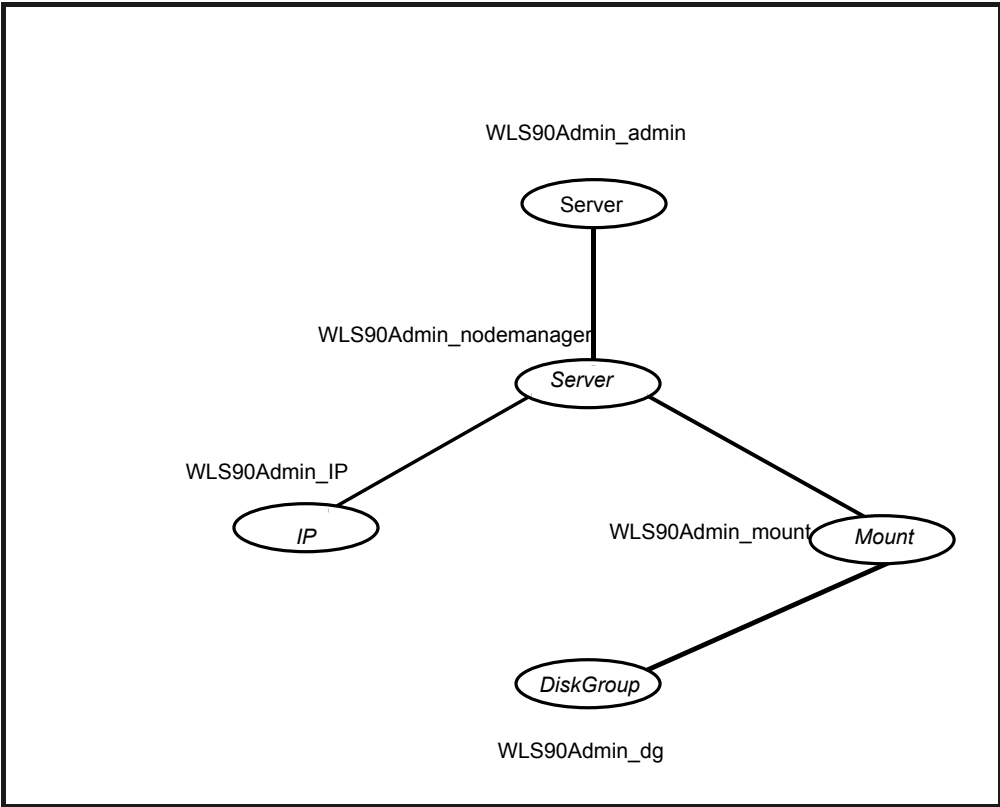 WLS90Admin_admin
Server
WLS90Admin_nodemanager
Server
WLS90Admin_IP
IP
WLS90Admin_mount
Mount
DiskGroup
WLS90Admin_dg